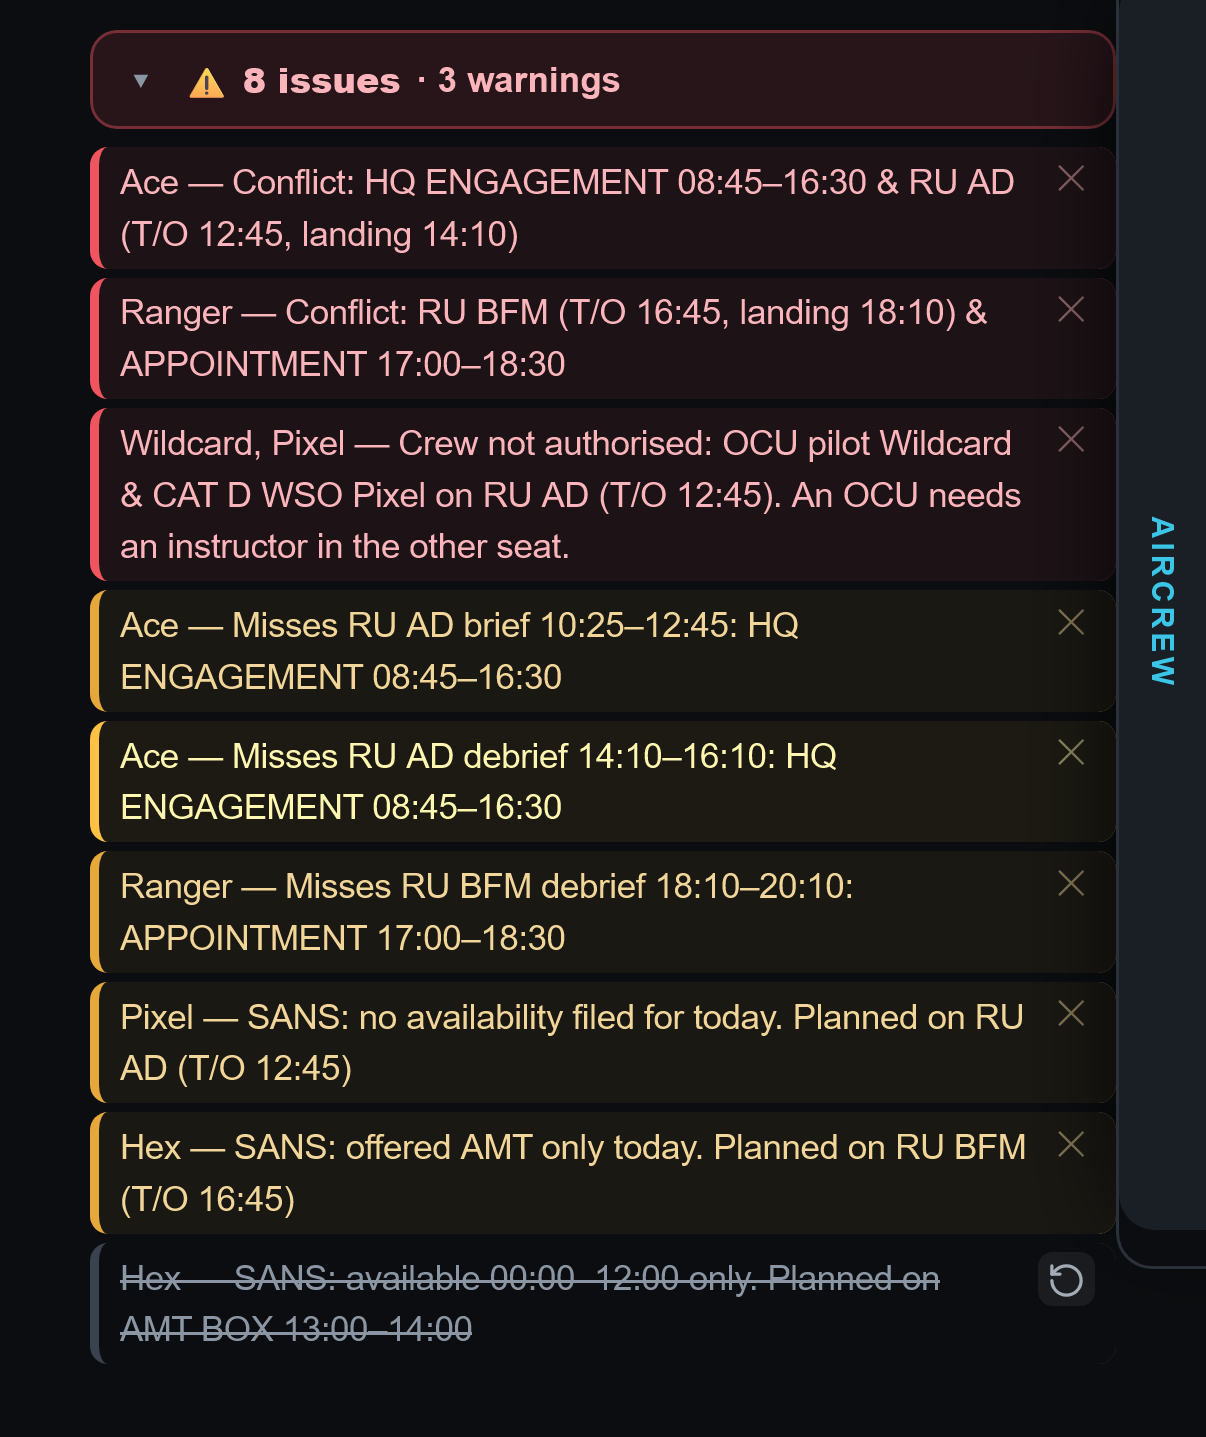 ▼ ⚠️ 8 issues · 3 warnings
Ace — Conflict: HQ ENGAGEMENT 08:45–16:30 & RU AD
(T/O 12:45, landing 14:10)
Ranger — Conflict: RU BFM (T/O 16:45, landing 18:10) &
APPOINTMENT 17:00–18:30
Wildcard, Pixel — Crew not authorised: OCU pilot Wildcard
& CAT D WSO Pixel on RU AD (T/O 12:45). An OCU needs
an instructor in the other seat.
Ace — Misses RU AD brief 10:25–12:45: HQ
ENGAGEMENT 08:45–16:30
Ace — Misses RU AD debrief 14:10–16:10: HQ
ENGAGEMENT 08:45–16:30
Ranger — Misses RU BFM debrief 18:10–20:10:
APPOINTMENT 17:00–18:30
Pixel — SANS: no availability filed for today. Planned on RU
AD (T/O 12:45)
Hex — SANS: offered AMT only today. Planned on RU BFM
(T/O 16:45)
Hex — SANS: available 00:00–12:00 only. Planned on
AMT BOX 13:00–14:00
AIRCREW